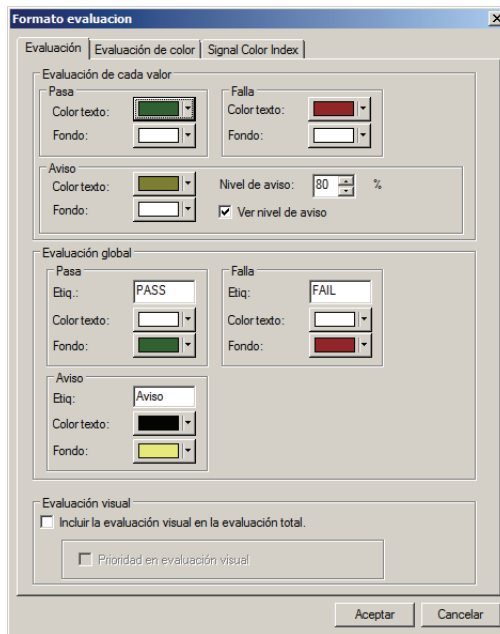 Formato evaluacion
Evaluación Evaluación de color Signal Color Index
Evaluación de cada valor
Pasa
Color texto:
Fondo:
Falla
Color texto:
Fondo:
Aviso
Color texto:
Fondo:
Nivel de aviso: 80 %
Ver nivel de aviso
Evaluación global
Pasa
Etiq.: PASS
Color texto:
Fondo:
Falla
Etiq: FAIL
Color texto:
Fondo:
Aviso
Etiq: Aviso
Color texto:
Fondo:
Evaluación visual
Incluir la evaluación visual en la evaluación total.
Prioridad en evaluación visual
Aceptar Cancelar